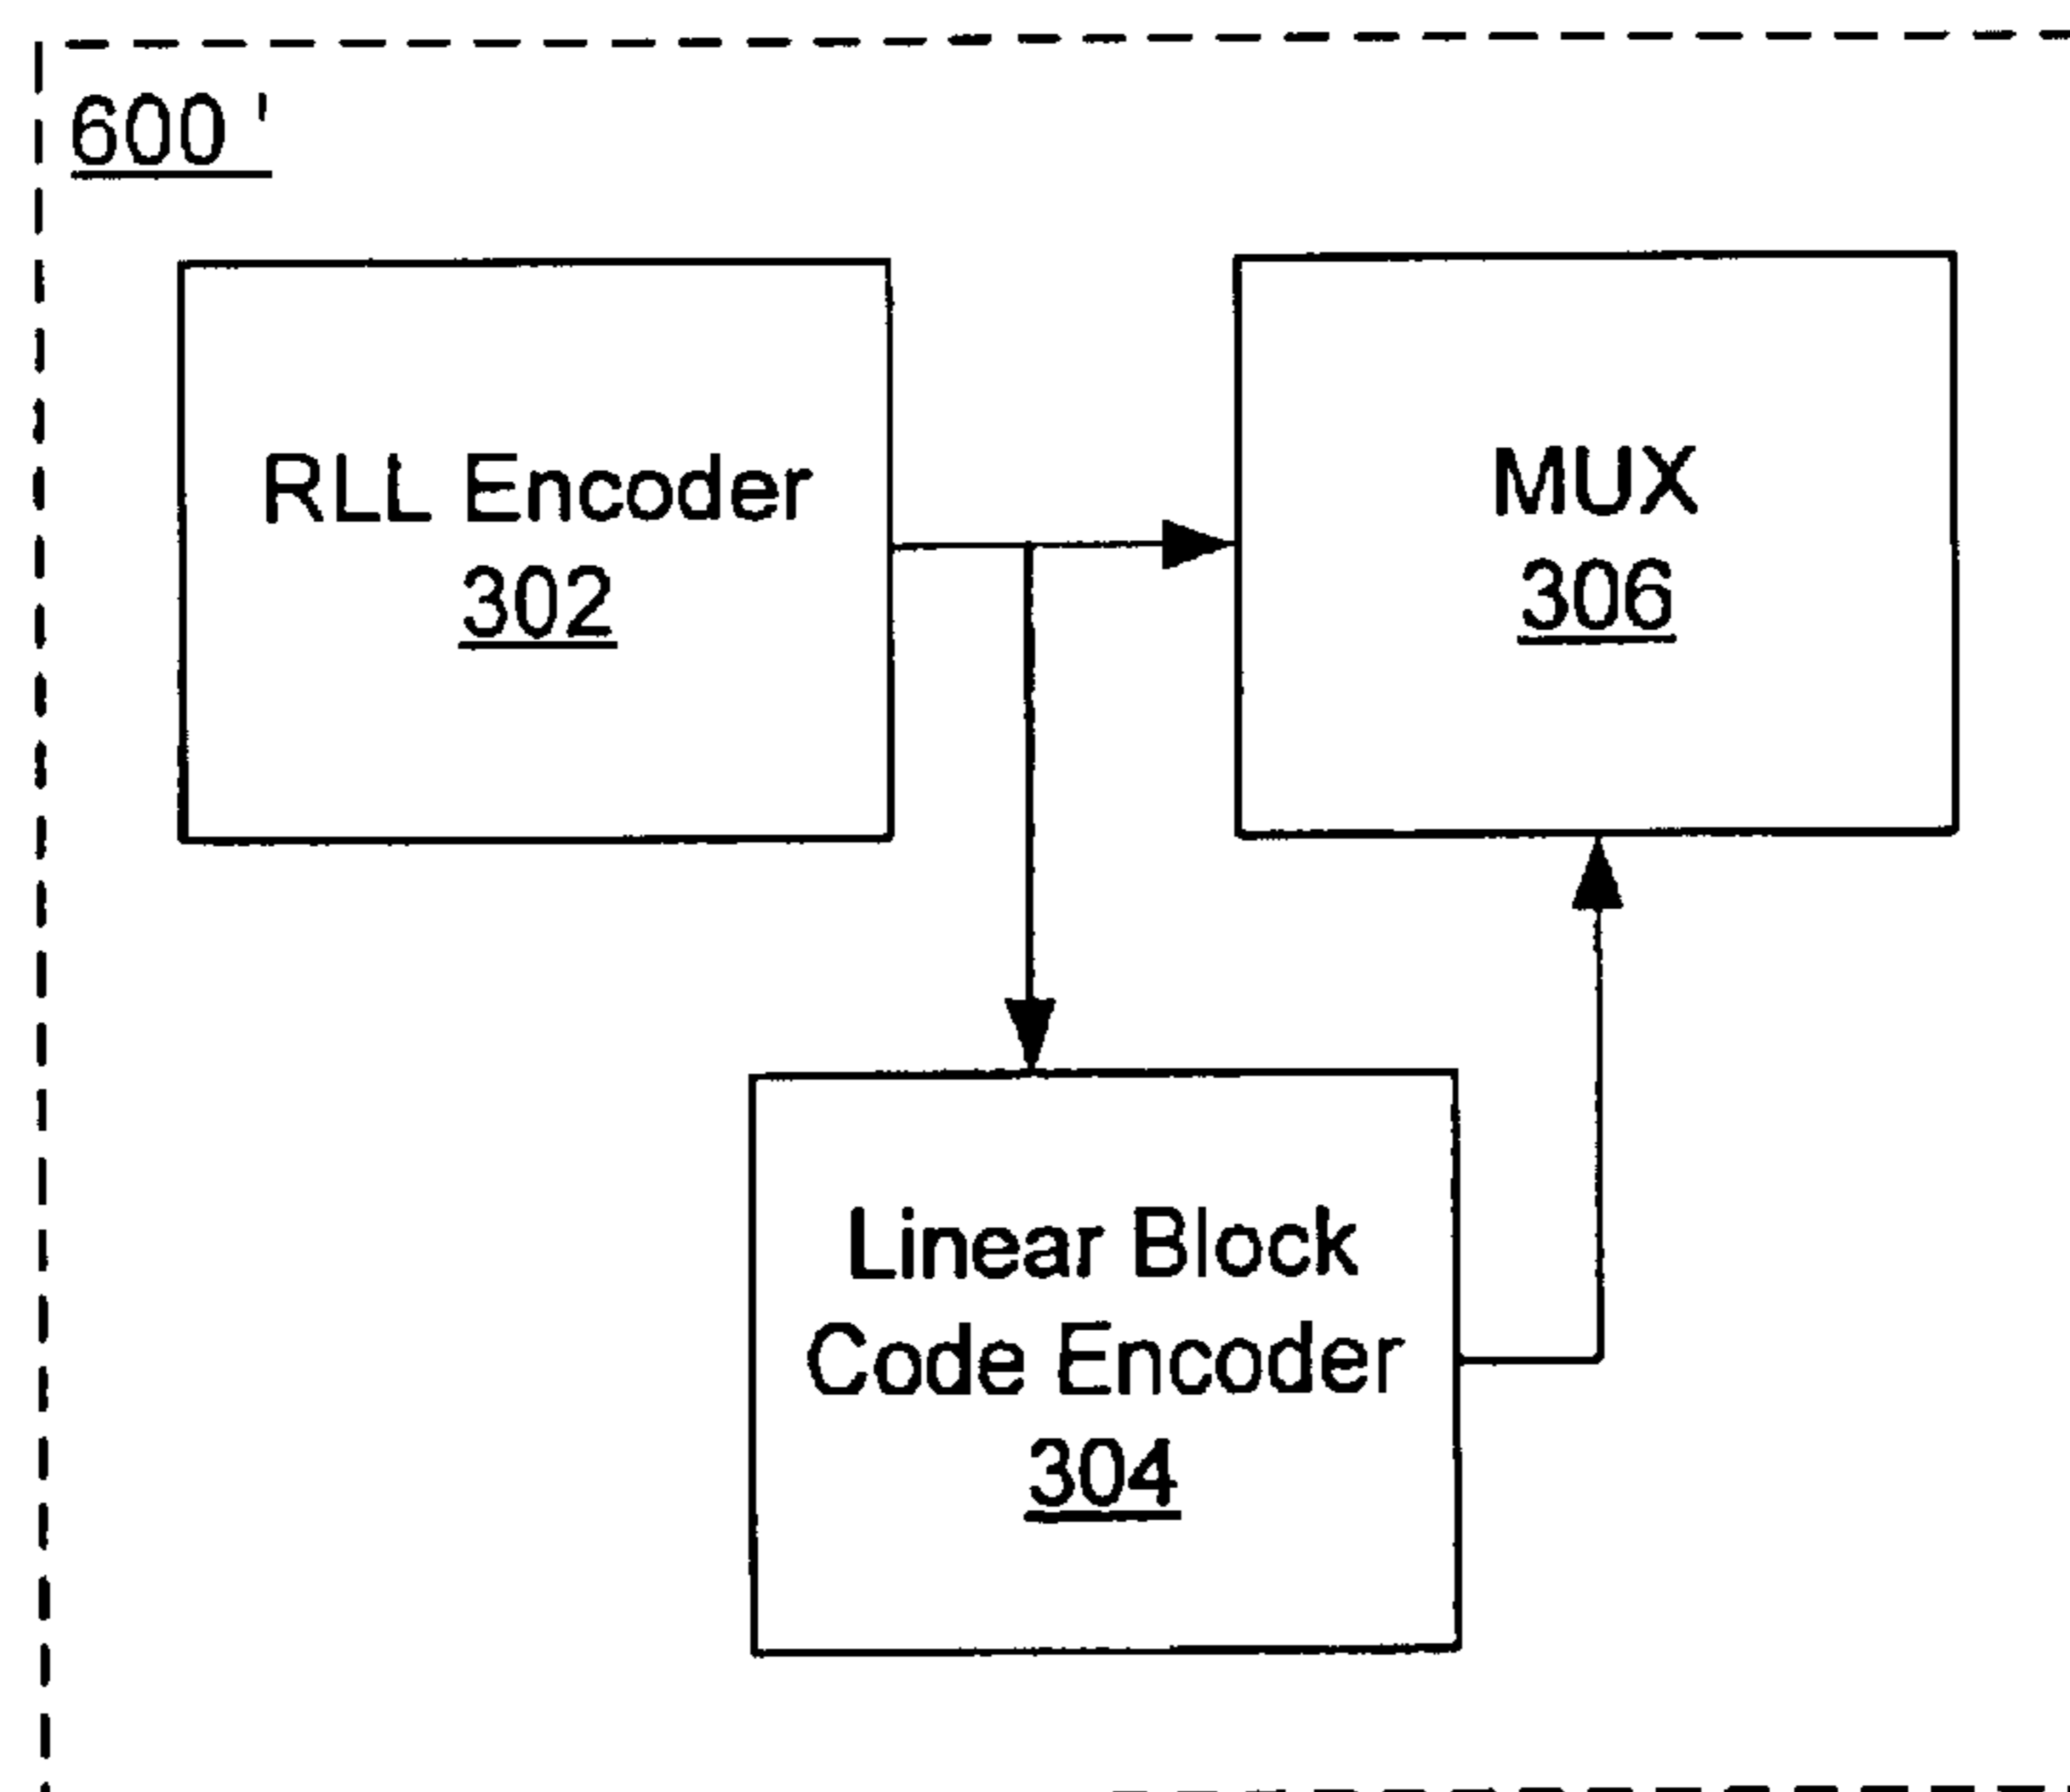 600 '
RLL Encoder
302
MUX
306
Linear Block
Code Encoder
304